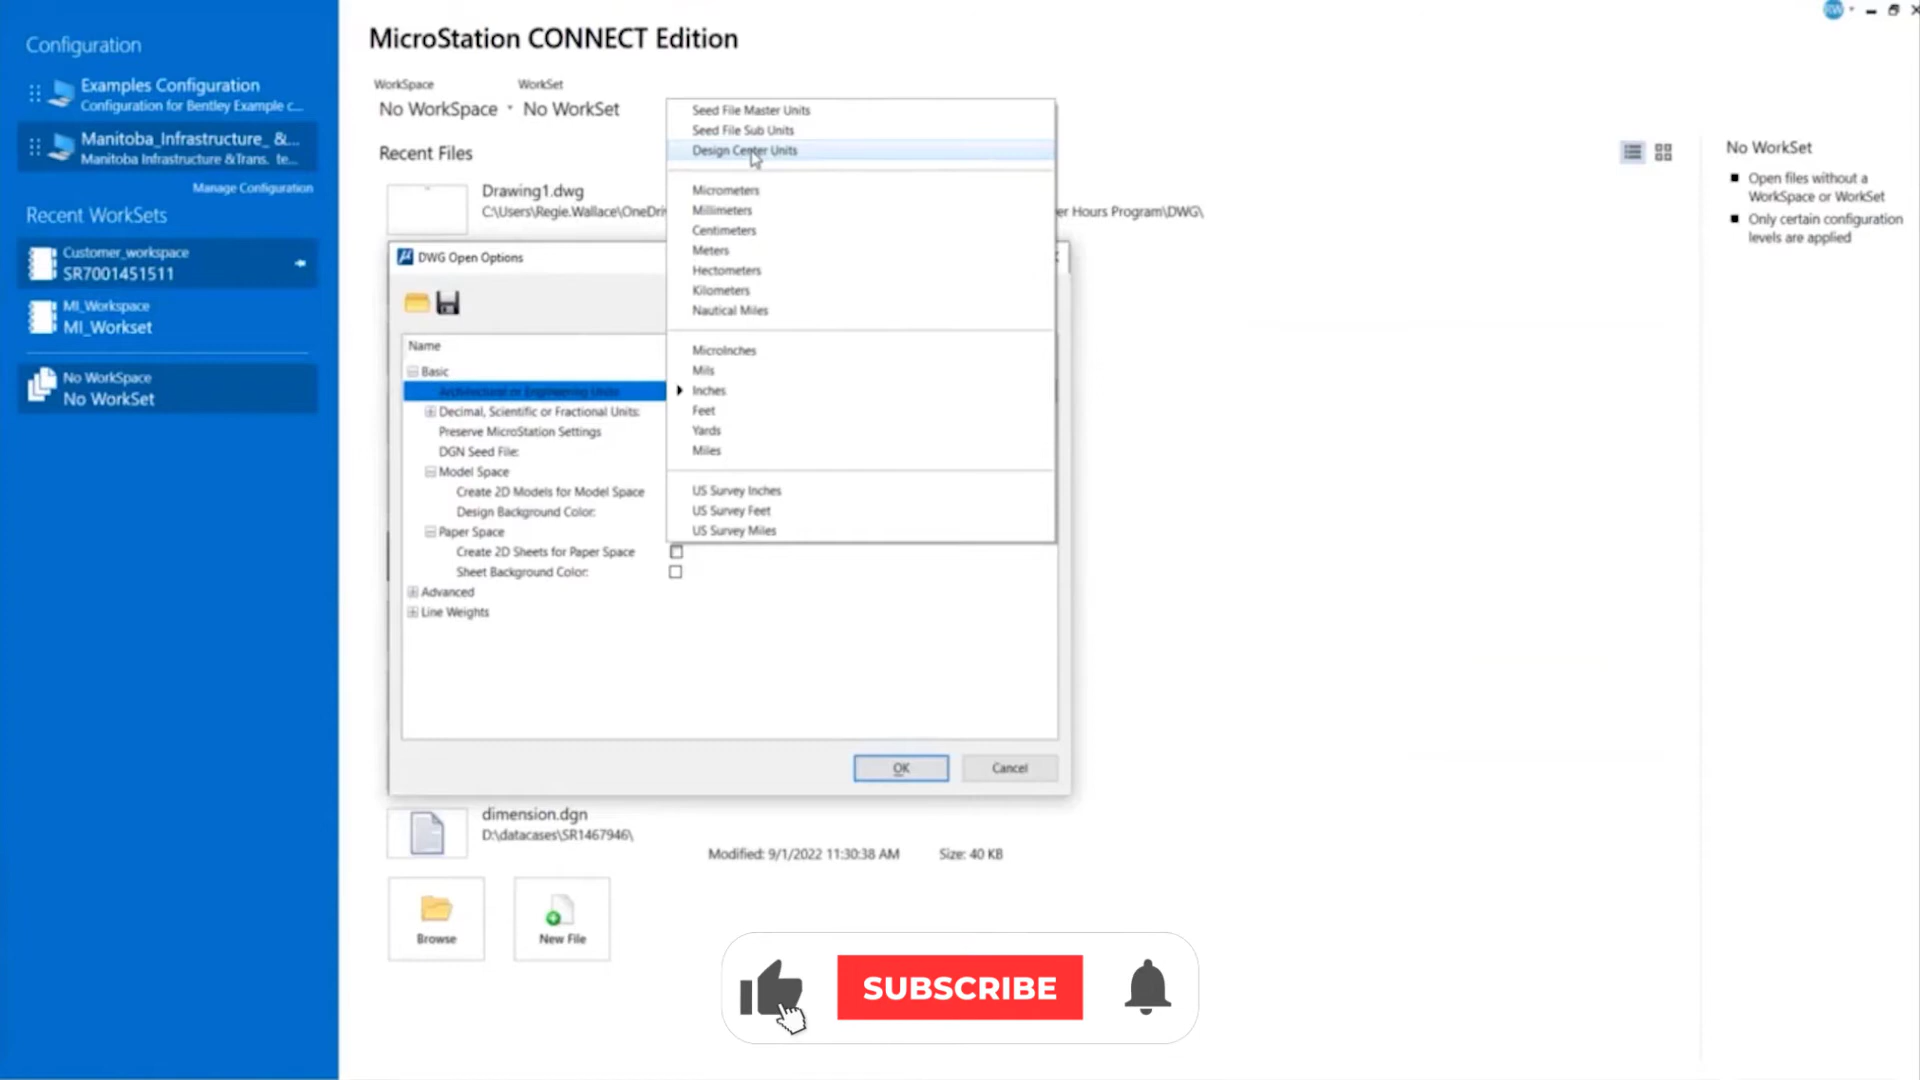 Configuration
Examples Configuration
Configuration for Bentley Example c...
Manitoba_Infrastructure_ &...
Manitoba Infrastructure &Trans. te...
Manage Configuration
Recent WorkSets
Customer_workspace
SR7001451511
MI_Workspace
MI_Workset
No WorkSpace
No WorkSet
MicroStation CONNECT Edition
WorkSpace
WorkSet
No WorkSpace
No WorkSet
Recent Files
Drawing1.dwg
C:\Users\Regie.Wallace\OneDri
er Hours Program\DWG\
DWG Open Options
Name
Basic
Architectural or Engineering Units
Decimal, Scientific or Fractional Units:
Preserve MicroStation Settings
DGN Seed File:
Model Space
Create 2D Models for Model Space
Design Background Color:
Paper Space
Create 2D Sheets for Paper Space
Sheet Background Color:
Advanced
Line Weights
Seed File Master Units
Seed File Sub Units
Design Center Units
Micrometers
Millimeters
Centimeters
Meters
Hectometers
Kilometers
Nautical Miles
MicroInches
Mils
Inches
Feet
Yards
Miles
US Survey Inches
US Survey Feet
US Survey Miles
OK
Cancel
dimension.dgn
D:\datacases\SR1467946\
Modified: 9/1/2022 11:30:38 AM
Size: 40 KB
Browse
New File
SUBSCRIBE
RW
No WorkSet
Open files without a
WorkSpace or WorkSet
Only certain configuration
levels are applied